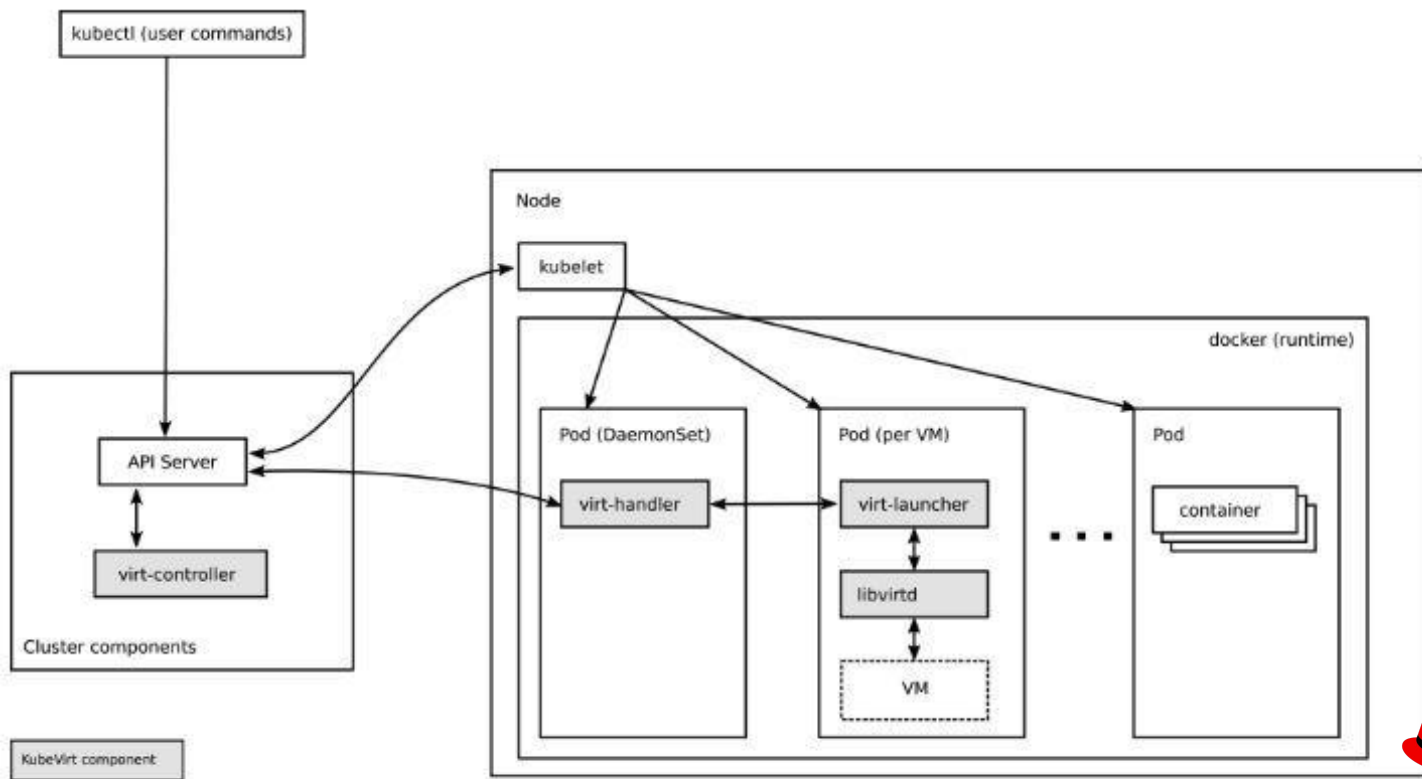 kubectl (user commands)
Node
kubelet
docker (runtime)
Pod (DaemonSet)
Pod (per VM)
Pod
API Server
virt-handler
virt-launcher
container
virt-controller
libvirtd
Cluster components
VM
KubeVirt component